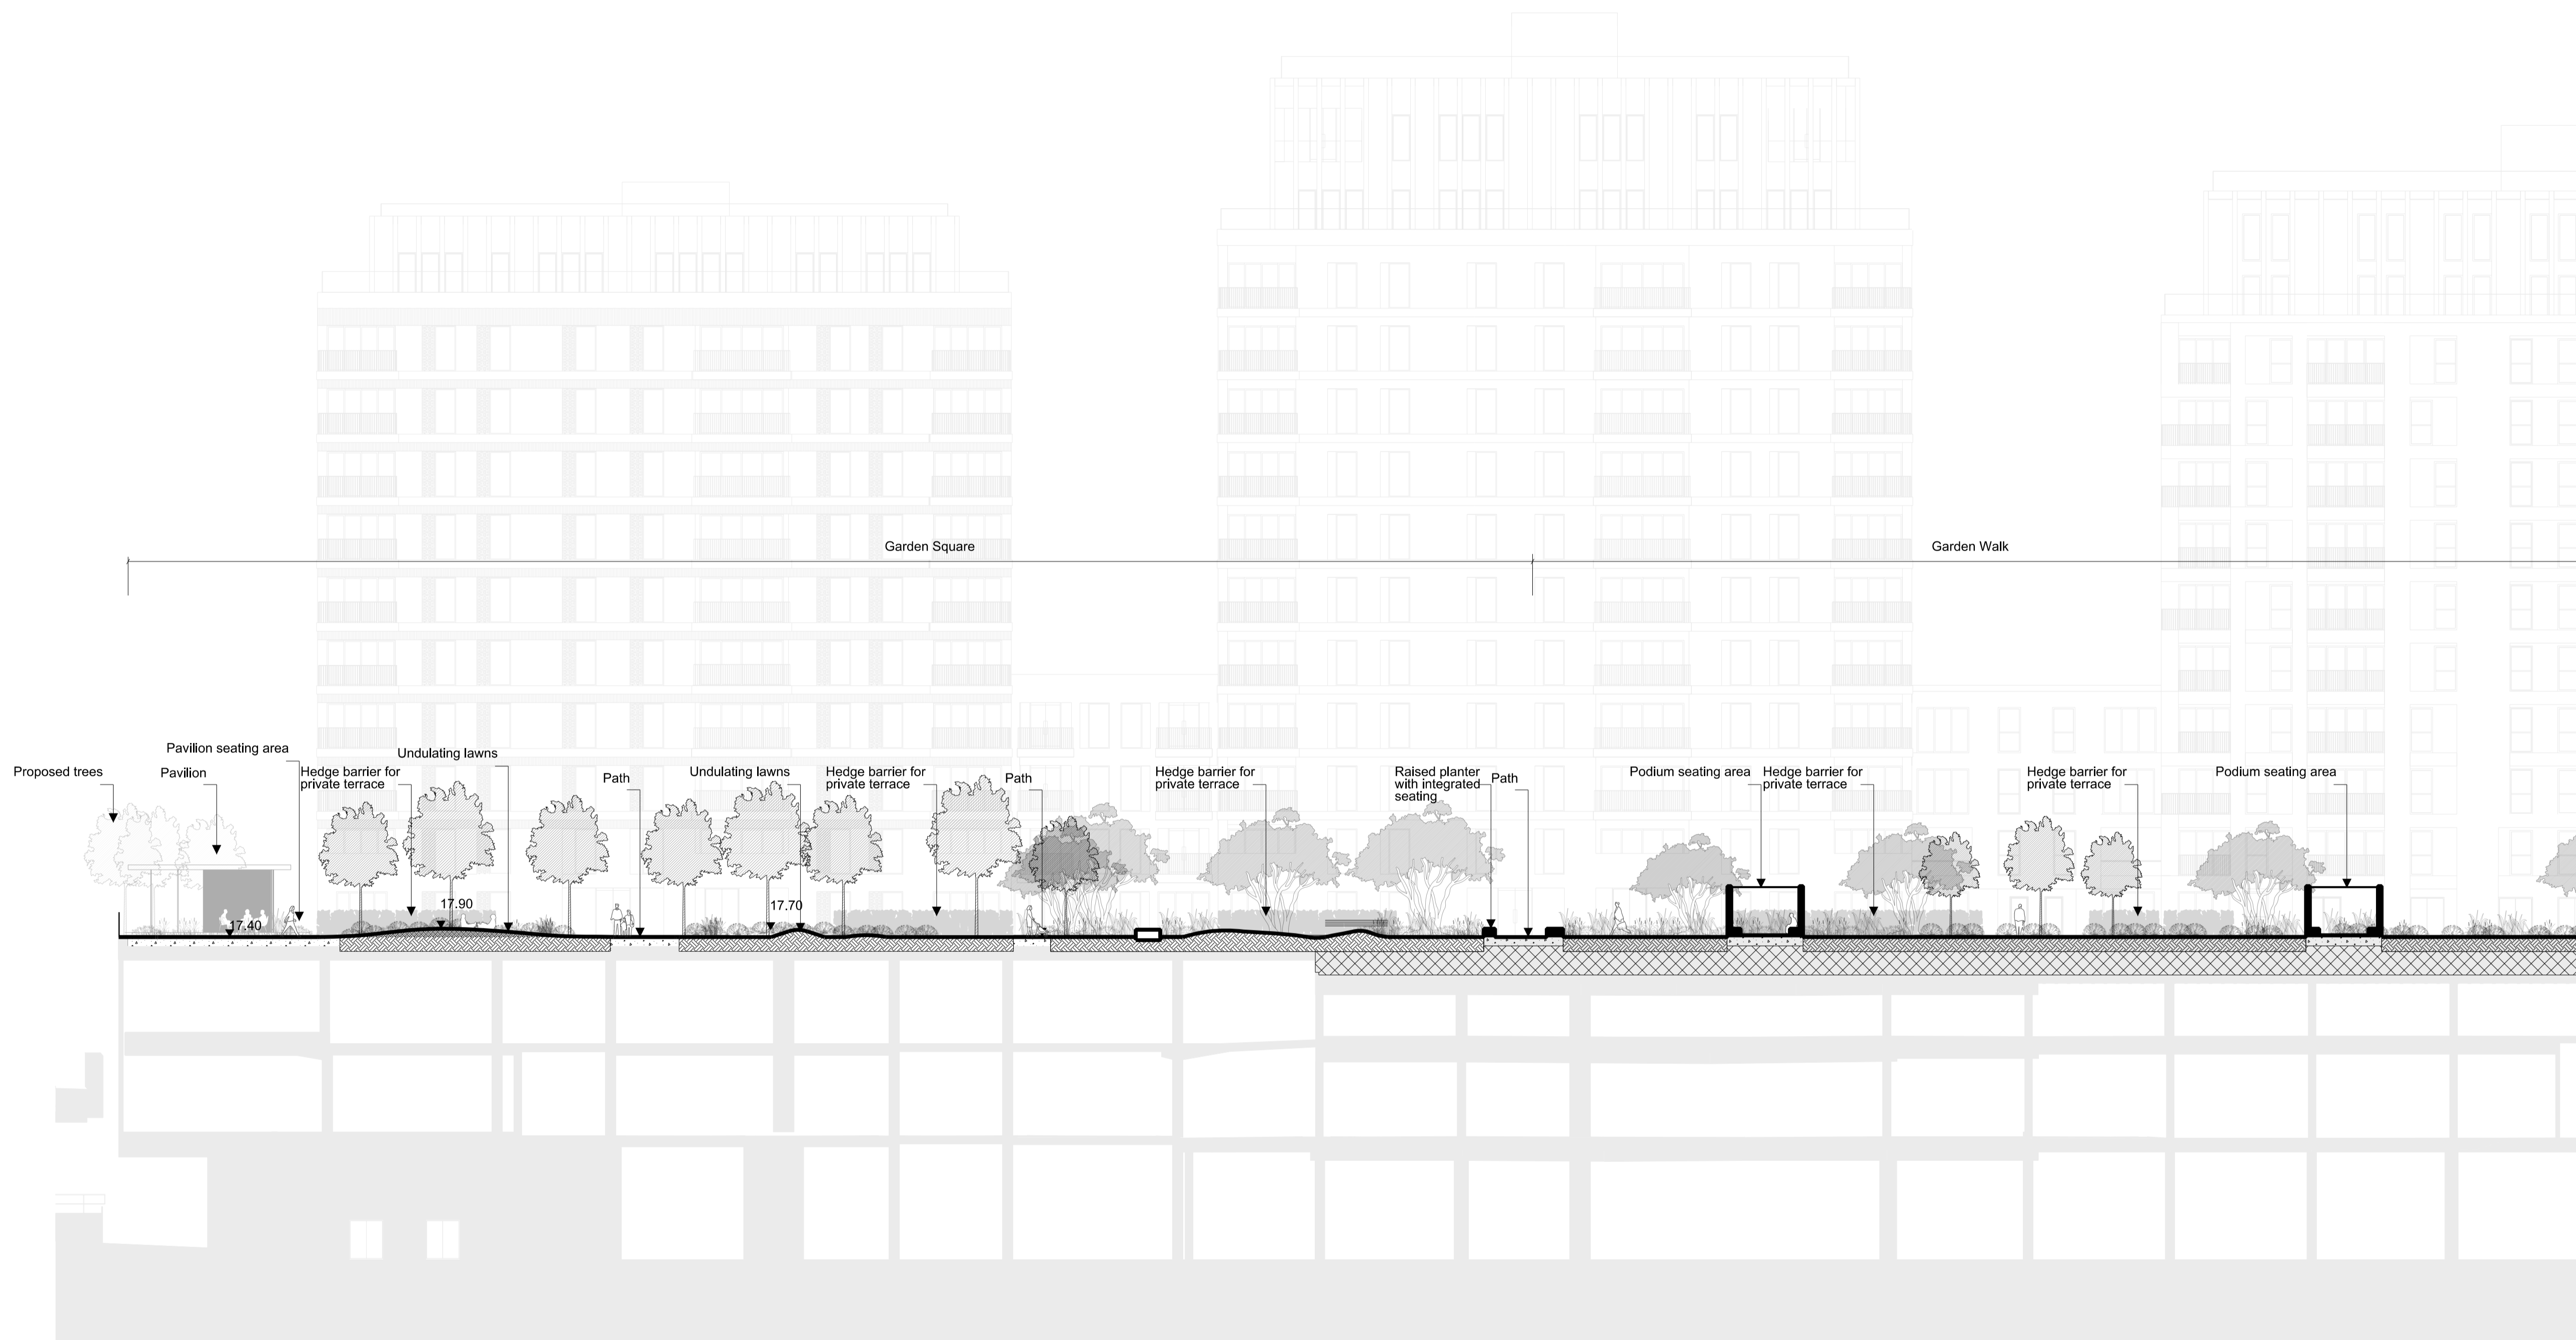 Garden Square
Garden Walk
Proposed trees
Pavilion seating area
Pavilion
Hedge barrier for
private terrace
Undulating lawns
Path
Undulating lawns
Hedge barrier for
private terrace
Path
Hedge barrier for
private terrace
Raised planter
with integrated
seating
Path
Podium seating area
Hedge barrier for
private terrace
Hedge barrier for
private terrace
Podium seating area
17.40
17.90
17.70